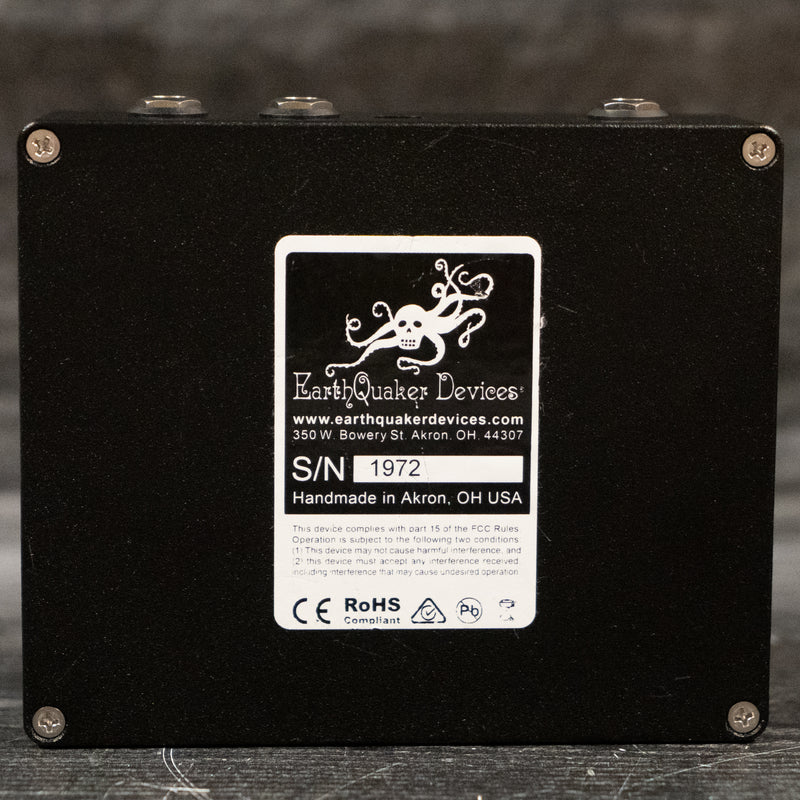 EarthQuaker Devices®
www.earthquakerdevices.com
350 W. Bowery St. Akron, OH. 44307
S/N 1972
Handmade in Akron, OH USA
This device complies with part 15 of the FCC Rules
Operation is subject to the following two conditions:
(1) This device may not cause harmful interference, and
(2) this device must accept any interference received,
including interference that may cause undesired operation.
CE RoHS Pb
Compliant